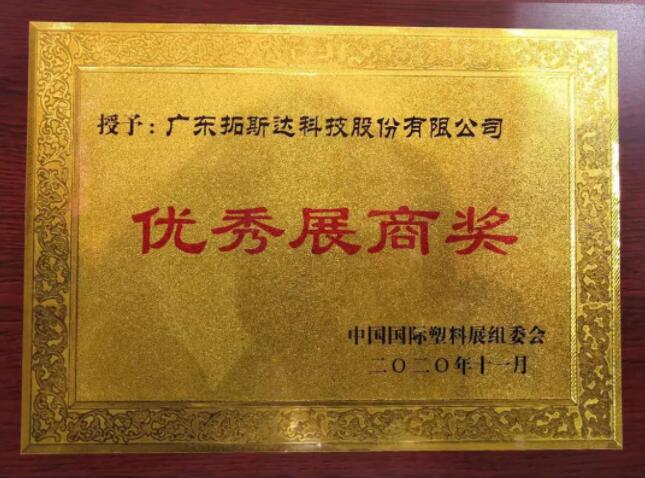 授予：广东拓斯达科技股份有限公司
优秀展商奖
中国国际塑料展组委会
二〇二〇年十一月